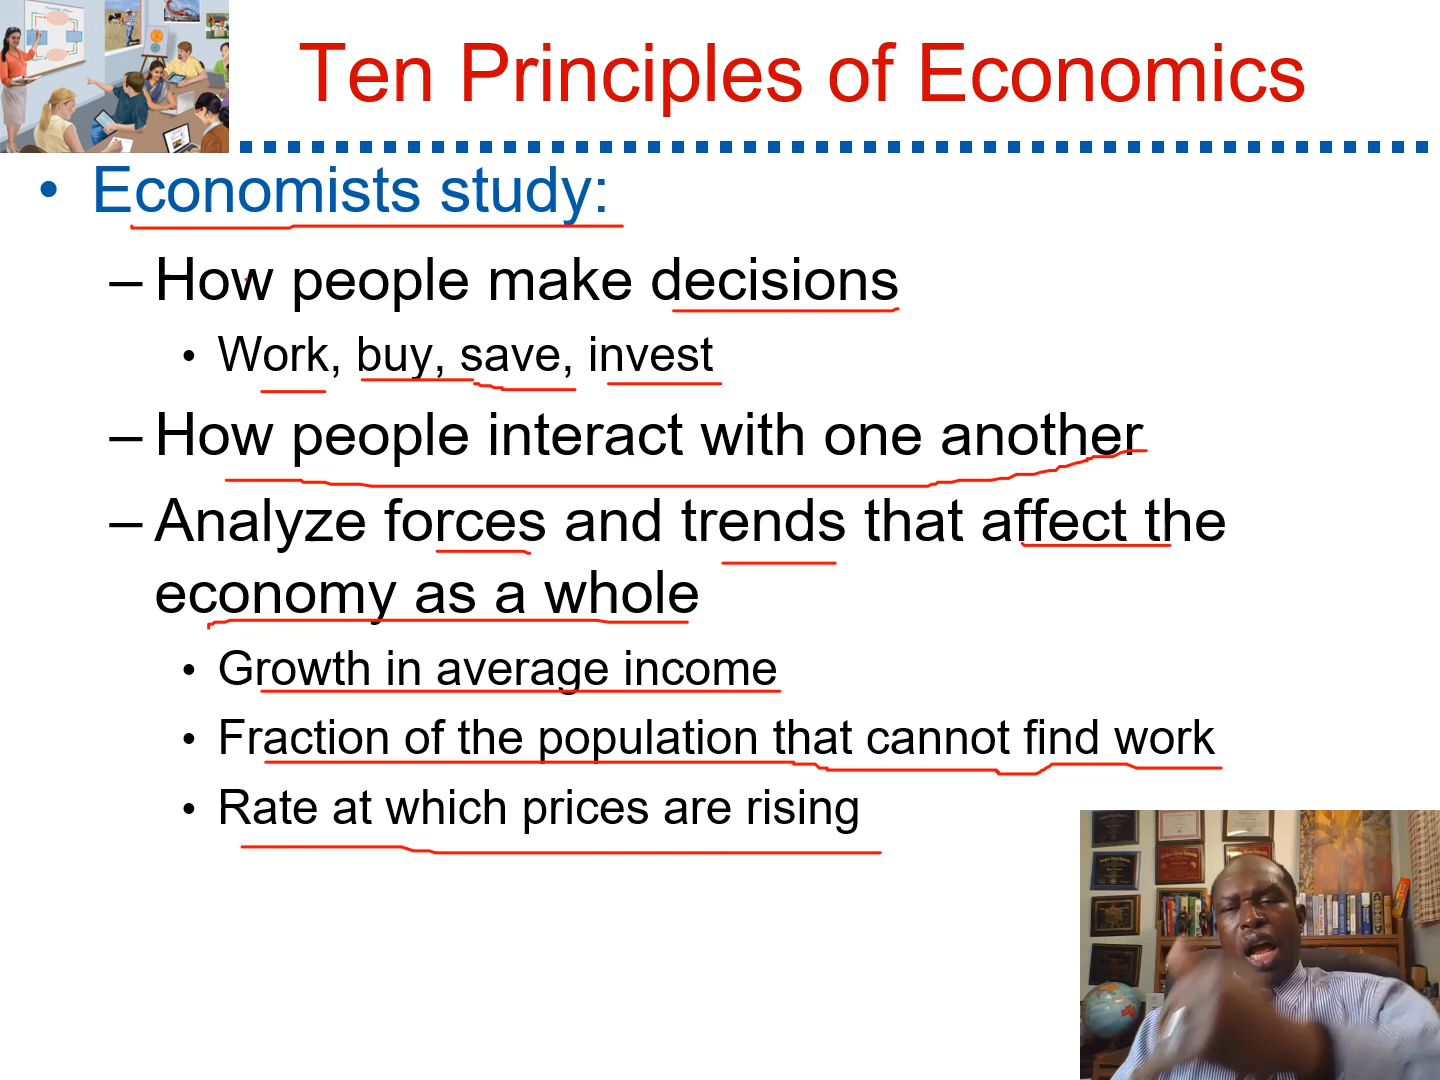 Ten Principles of Economics
• Economists study:
– How people make decisions
• Work, buy, save, invest
– How people interact with one another
– Analyze forces and trends that affect the
economy as a whole
• Growth in average income
• Fraction of the population that cannot find work
• Rate at which prices are rising